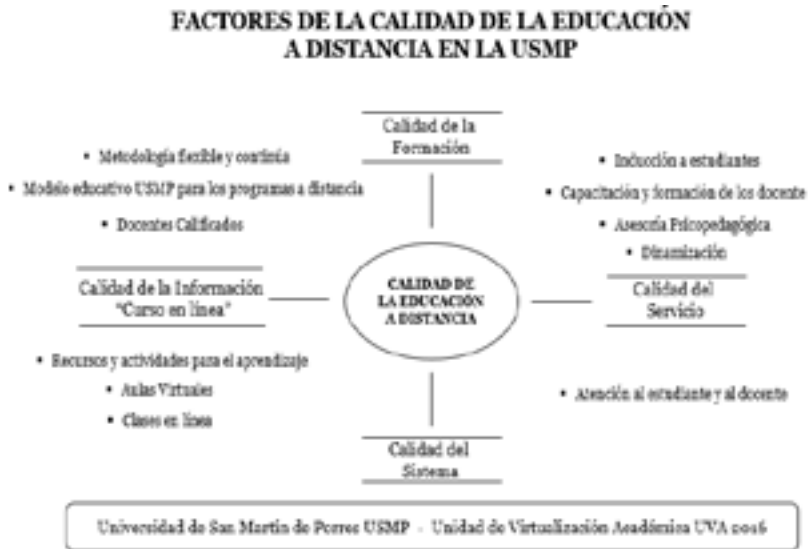 FACTORES DE LA CALIDAD DE LA EDUCACIÓN
A DISTANCIA EN LA USMP
Calidad de la
Formación
▪ Metodología flexible y continúa
▪ Modelo educativo USMP para los programas a distancia
▪ Docentes Calificados
▪ Inducción a estudiantes
▪ Capacitación y formación de los docente
▪ Asesoría Psicopedagógica
▪ Dinamización
Calidad de la Información
"Curso en línea"
CALIDAD DE
LA EDUCACIÓN
A DISTANCIA
Calidad del
Servicio
▪ Recursos y actividades para el aprendizaje
▪ Aulas Virtuales
▪ Clases en línea
▪ Atención al estudiante y al docente
Calidad del
Sistema
Universidad de San Martín de Porres USMP - Unidad de Virtualización Académica UVA 2016